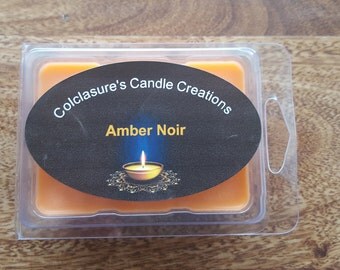 Colclasure's Candle Creations
Amber Noir